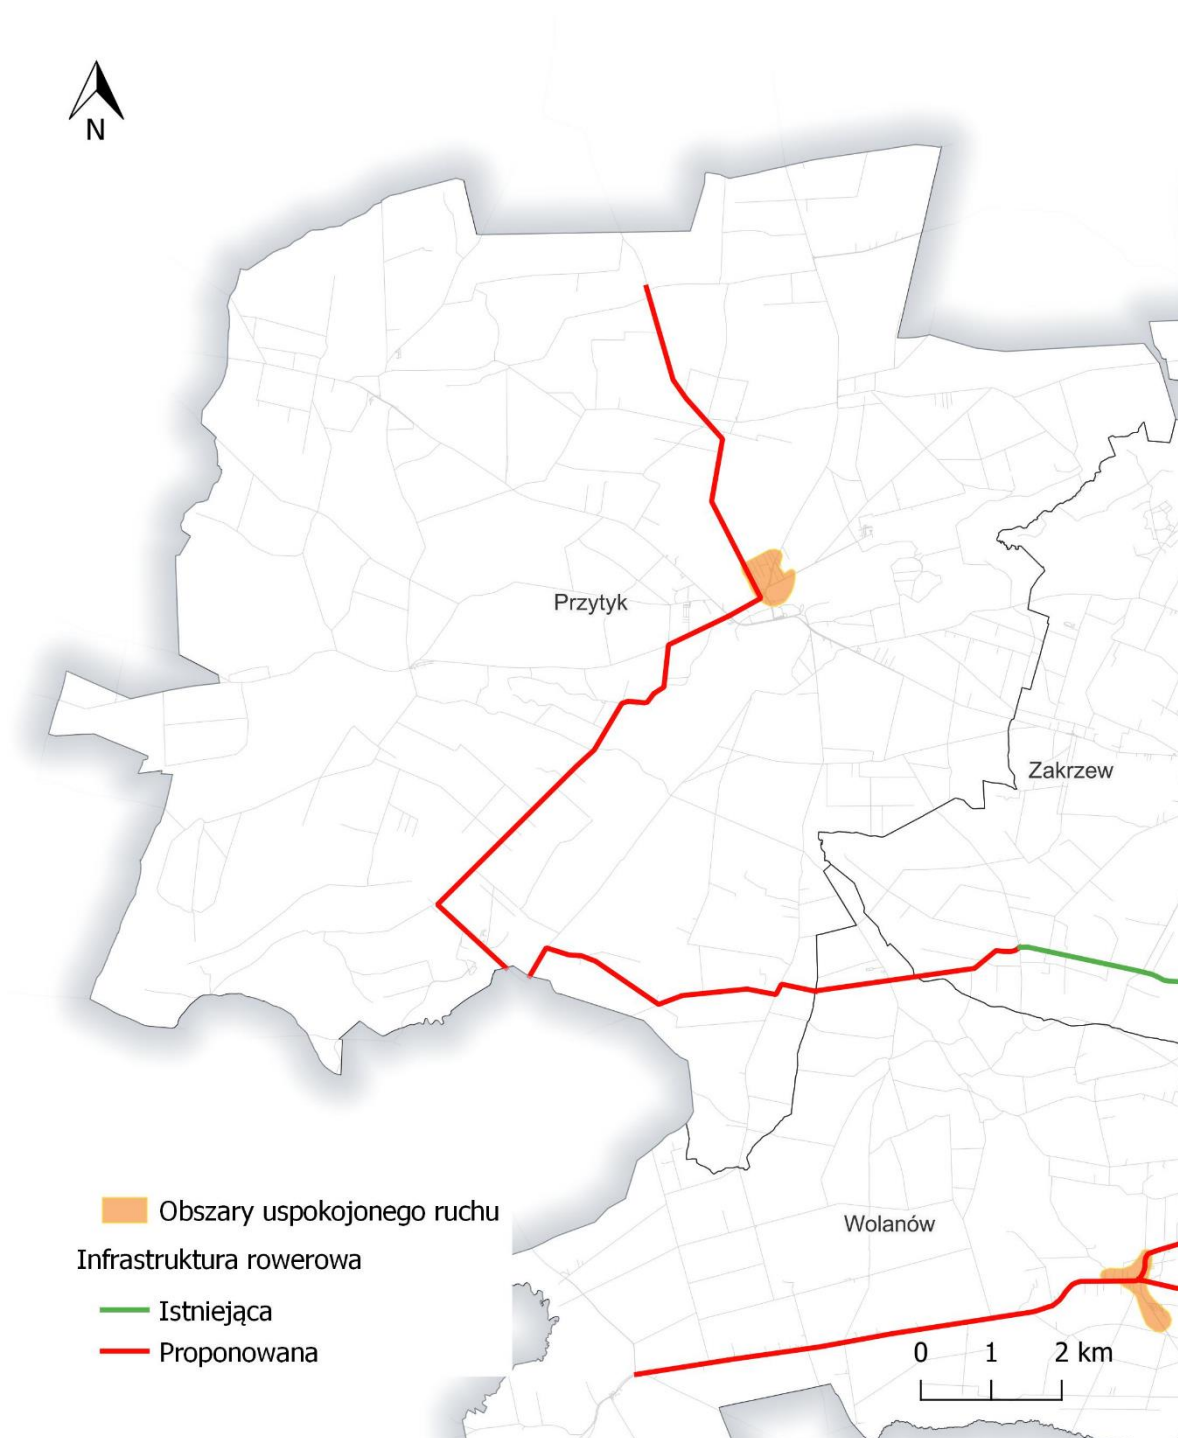 N
Przytyk
Zakrzew
Wolanów
Obszary uspokojonego ruchu
Infrastruktura rowerowa
Istniejąca
Proponowana
0 1 2 km